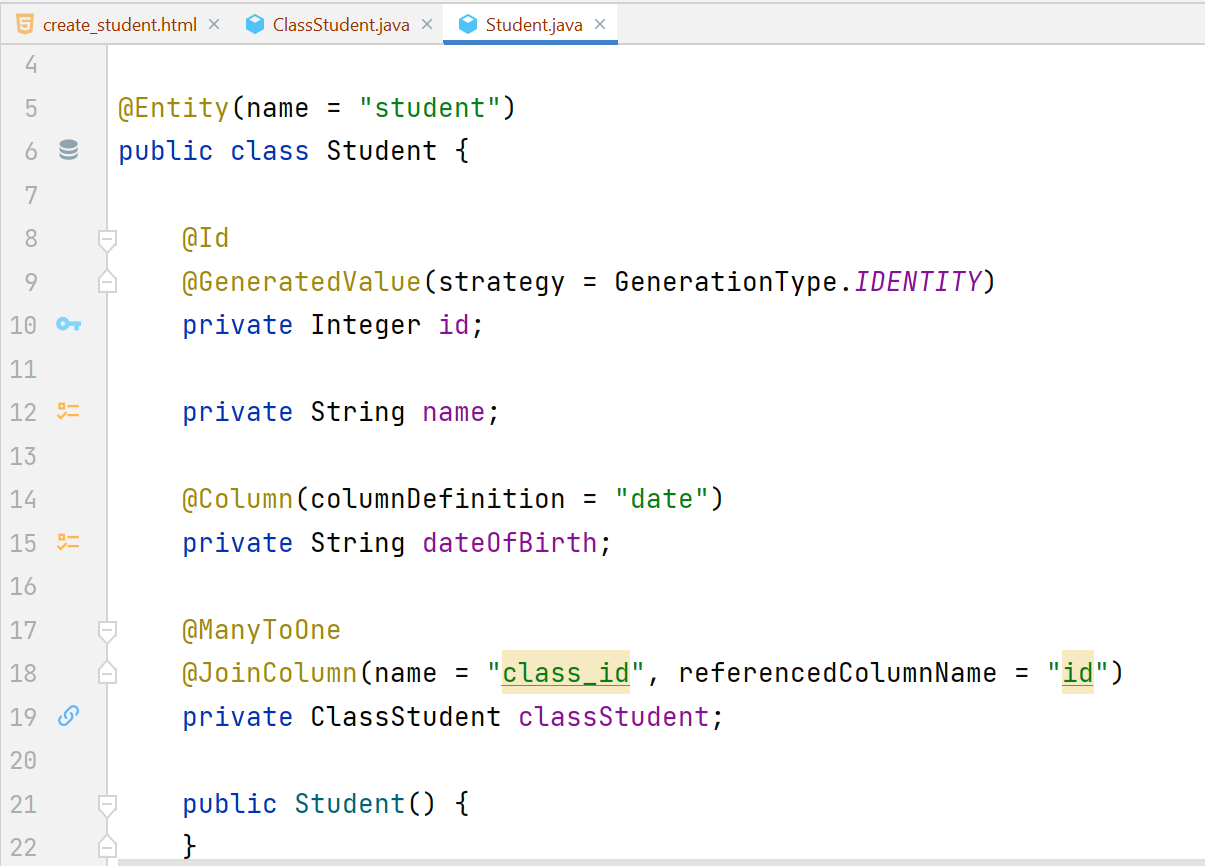 create_student.html ClassStudent.java Student.java
4
5 @Entity(name = "student")
6 public class Student {
7
8 @Id
9 @GeneratedValue(strategy = GenerationType.IDENTITY)
10 private Integer id;
11
12 private String name;
13
14 @Column(columnDefinition = "date")
15 private String dateOfBirth;
16
17 @ManyToOne
18 @JoinColumn(name = "class_id", referencedColumnName = "id")
19 private ClassStudent classStudent;
20
21 public Student() {
22 }